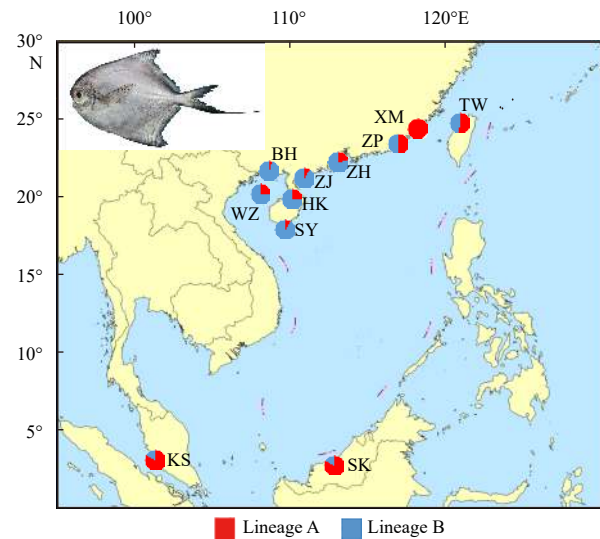 100° 110° 120°E
30°
N
25°
20°
15°
10°
5°
XM
TW
ZP
BH
ZH
ZJ
WZ
HK
SY
KS
SK
Lineage A Lineage B